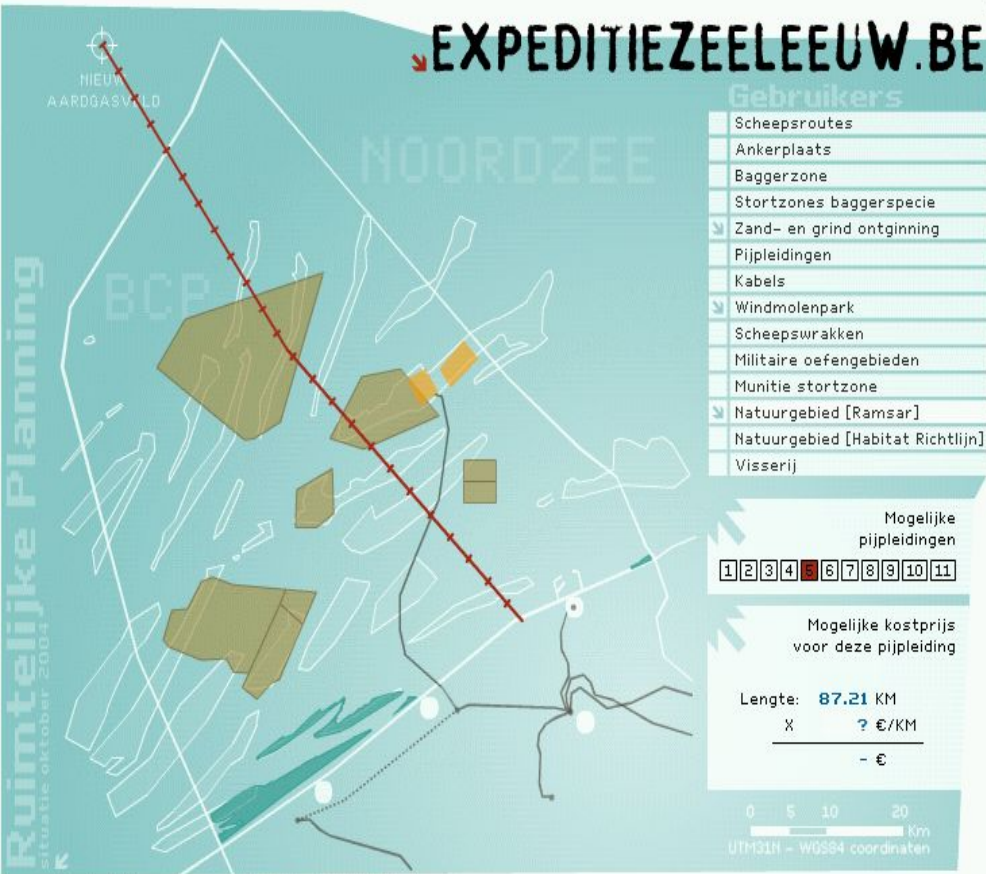 EXPEDITIEZEELEEUW.BE
NIEUW
AARDGASVELD
NOORDZEE
BCP
Ruimtelijke Planning
situatie oktober 2004
Gebruikers
Scheepsroutes
Ankerplaats
Baggerzone
Stortzones baggerspecie
Zand- en grind ontginning
Pijpleidingen
Kabels
Windmolenpark
Scheepswrakken
Militaire oefengebieden
Munitie stortzone
Natuurgebied [Ramsar]
Natuurgebied [Habitat Richtlijn]
Visserij
Mogelijke
pijpleidingen
1 2 3 4 5 6 7 8 9 10 11
Mogelijke kostprijs
voor deze pijpleiding
Lengte: 87.21 KM
X ? €/KM
- €
0 5 10 20
Km
UTM31N - WGS84 coordinaten